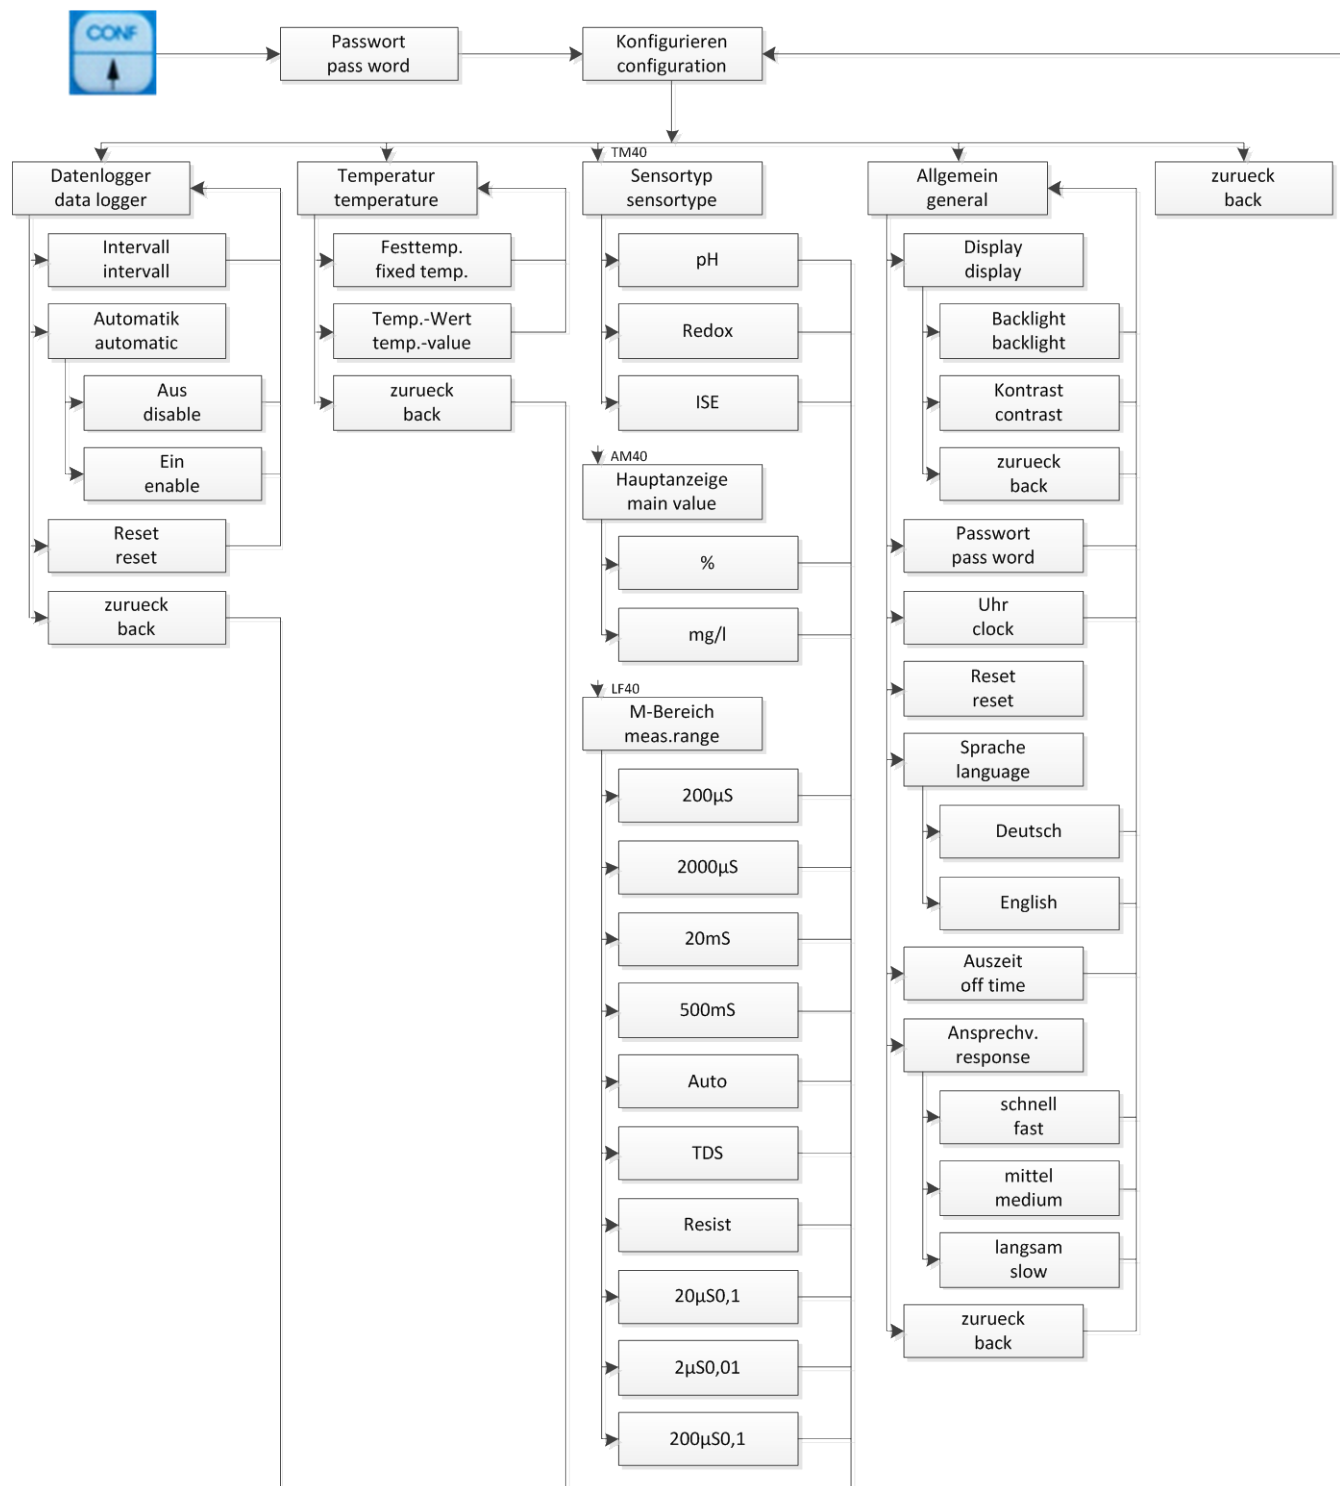 CONF
Passwort
pass word
Konfigurieren
configuration
Datenlogger
data logger
Intervall
intervall
Automatik
automatic
Aus
disable
Ein
enable
Reset
reset
zurueck
back
Temperatur
temperature
Festtemp.
fixed temp.
Temp.-Wert
temp.-value
zurueck
back
TM40
Sensortyp
sensortype
pH
Redox
ISE
AM40
Hauptanzeige
main value
%
mg/l
LF40
M-Bereich
meas.range
200µS
2000µS
20mS
500mS
Auto
TDS
Resist
20µS0,1
2µS0,01
200µS0,1
Allgemein
general
Display
display
Backlight
backlight
Kontrast
contrast
zurueck
back
Passwort
pass word
Uhr
clock
Reset
reset
Sprache
language
Deutsch
English
Auszeit
off time
Ansprechv.
response
schnell
fast
mittel
medium
langsam
slow
zurueck
back
zurueck
back